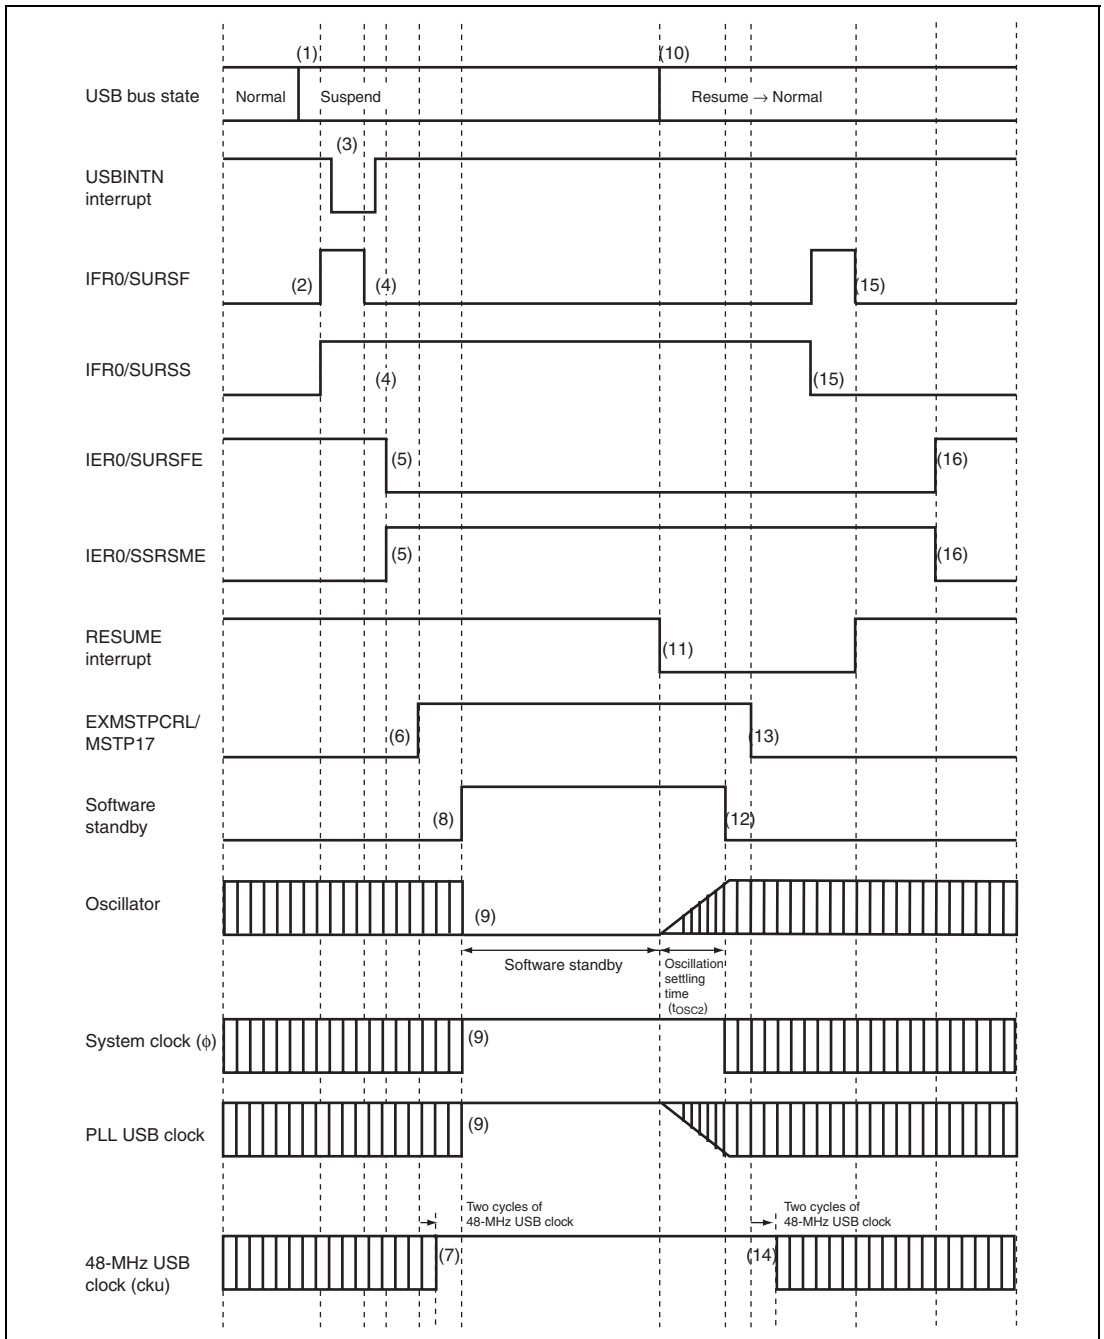 (1)
(10)
USB bus state
Normal
Suspend
Resume → Normal
(3)
USBINTN
interrupt
IFR0/SURSF
(2)
(4)
(15)
IFR0/SURSS
(4)
(15)
IER0/SURSFE
(5)
(16)
IER0/SSRSME
(5)
(16)
RESUME
interrupt
(11)
EXMSTPCRL/
MSTP17
(6)
(13)
Software
standby
(8)
(12)
Oscillator
(9)
Software standby
Oscillation
settling
time
(tOSC2)
System clock (ϕ)
(9)
PLL USB clock
(9)
Two cycles of
48-MHz USB clock
Two cycles of
48-MHz USB clock
48-MHz USB
clock (cku)
(7)
(14)